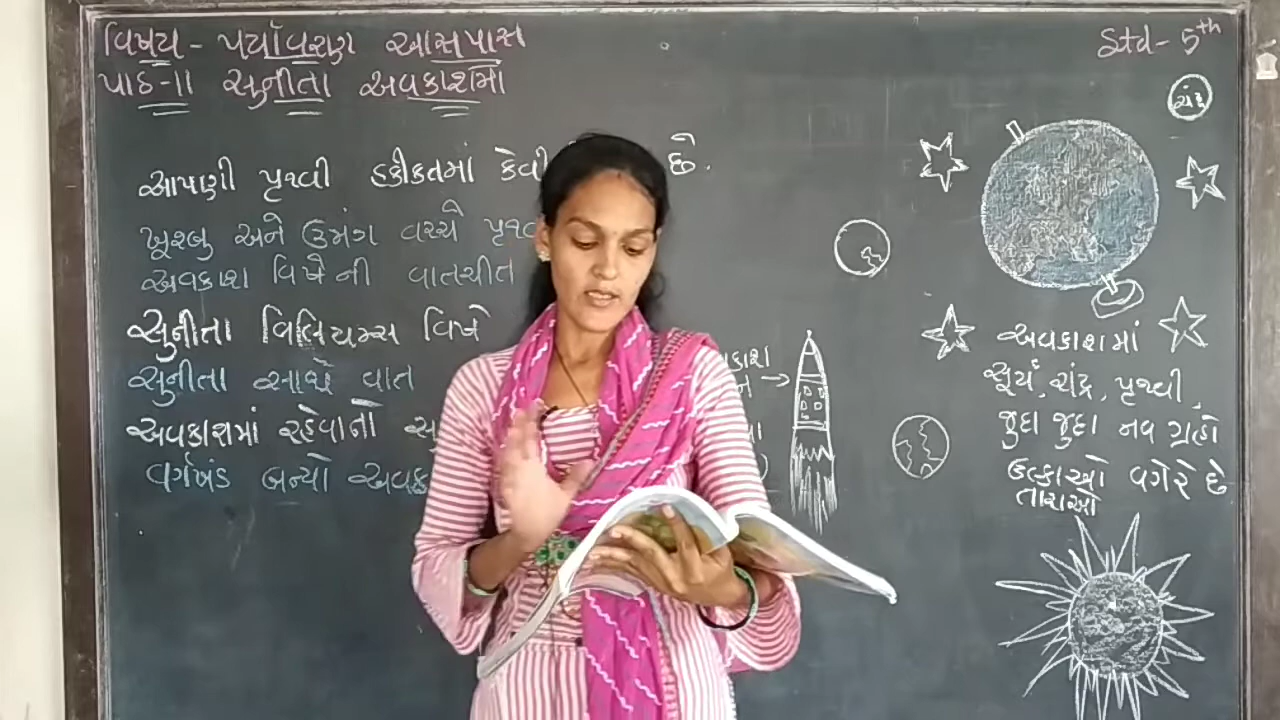 વિષય - પર્યાવરણ આસપાસ
Std - 5th
પાઠ-11 સુનીતા અવકાશમાં
ચંદ્ર
આપણી પૃથ્વી હકીકતમાં કેવી છે.
ખૂશ્બુ અને ઉમંગ વચ્ચે
અવકાશ વિષેની વાતચીત
સુનીતા વિલિયમ્સ વિષે
સુનીતા સાથે વાત
અવકાશમાં રહેવાનો
વર્ગખંડ બન્યો
અવકાશમાં
સૂર્ય, ચંદ્ર, પૃથ્વી,
જુદા જુદા નવ ગ્રહો
ઉલ્કાઓ વગેરે છે
તારાઓ